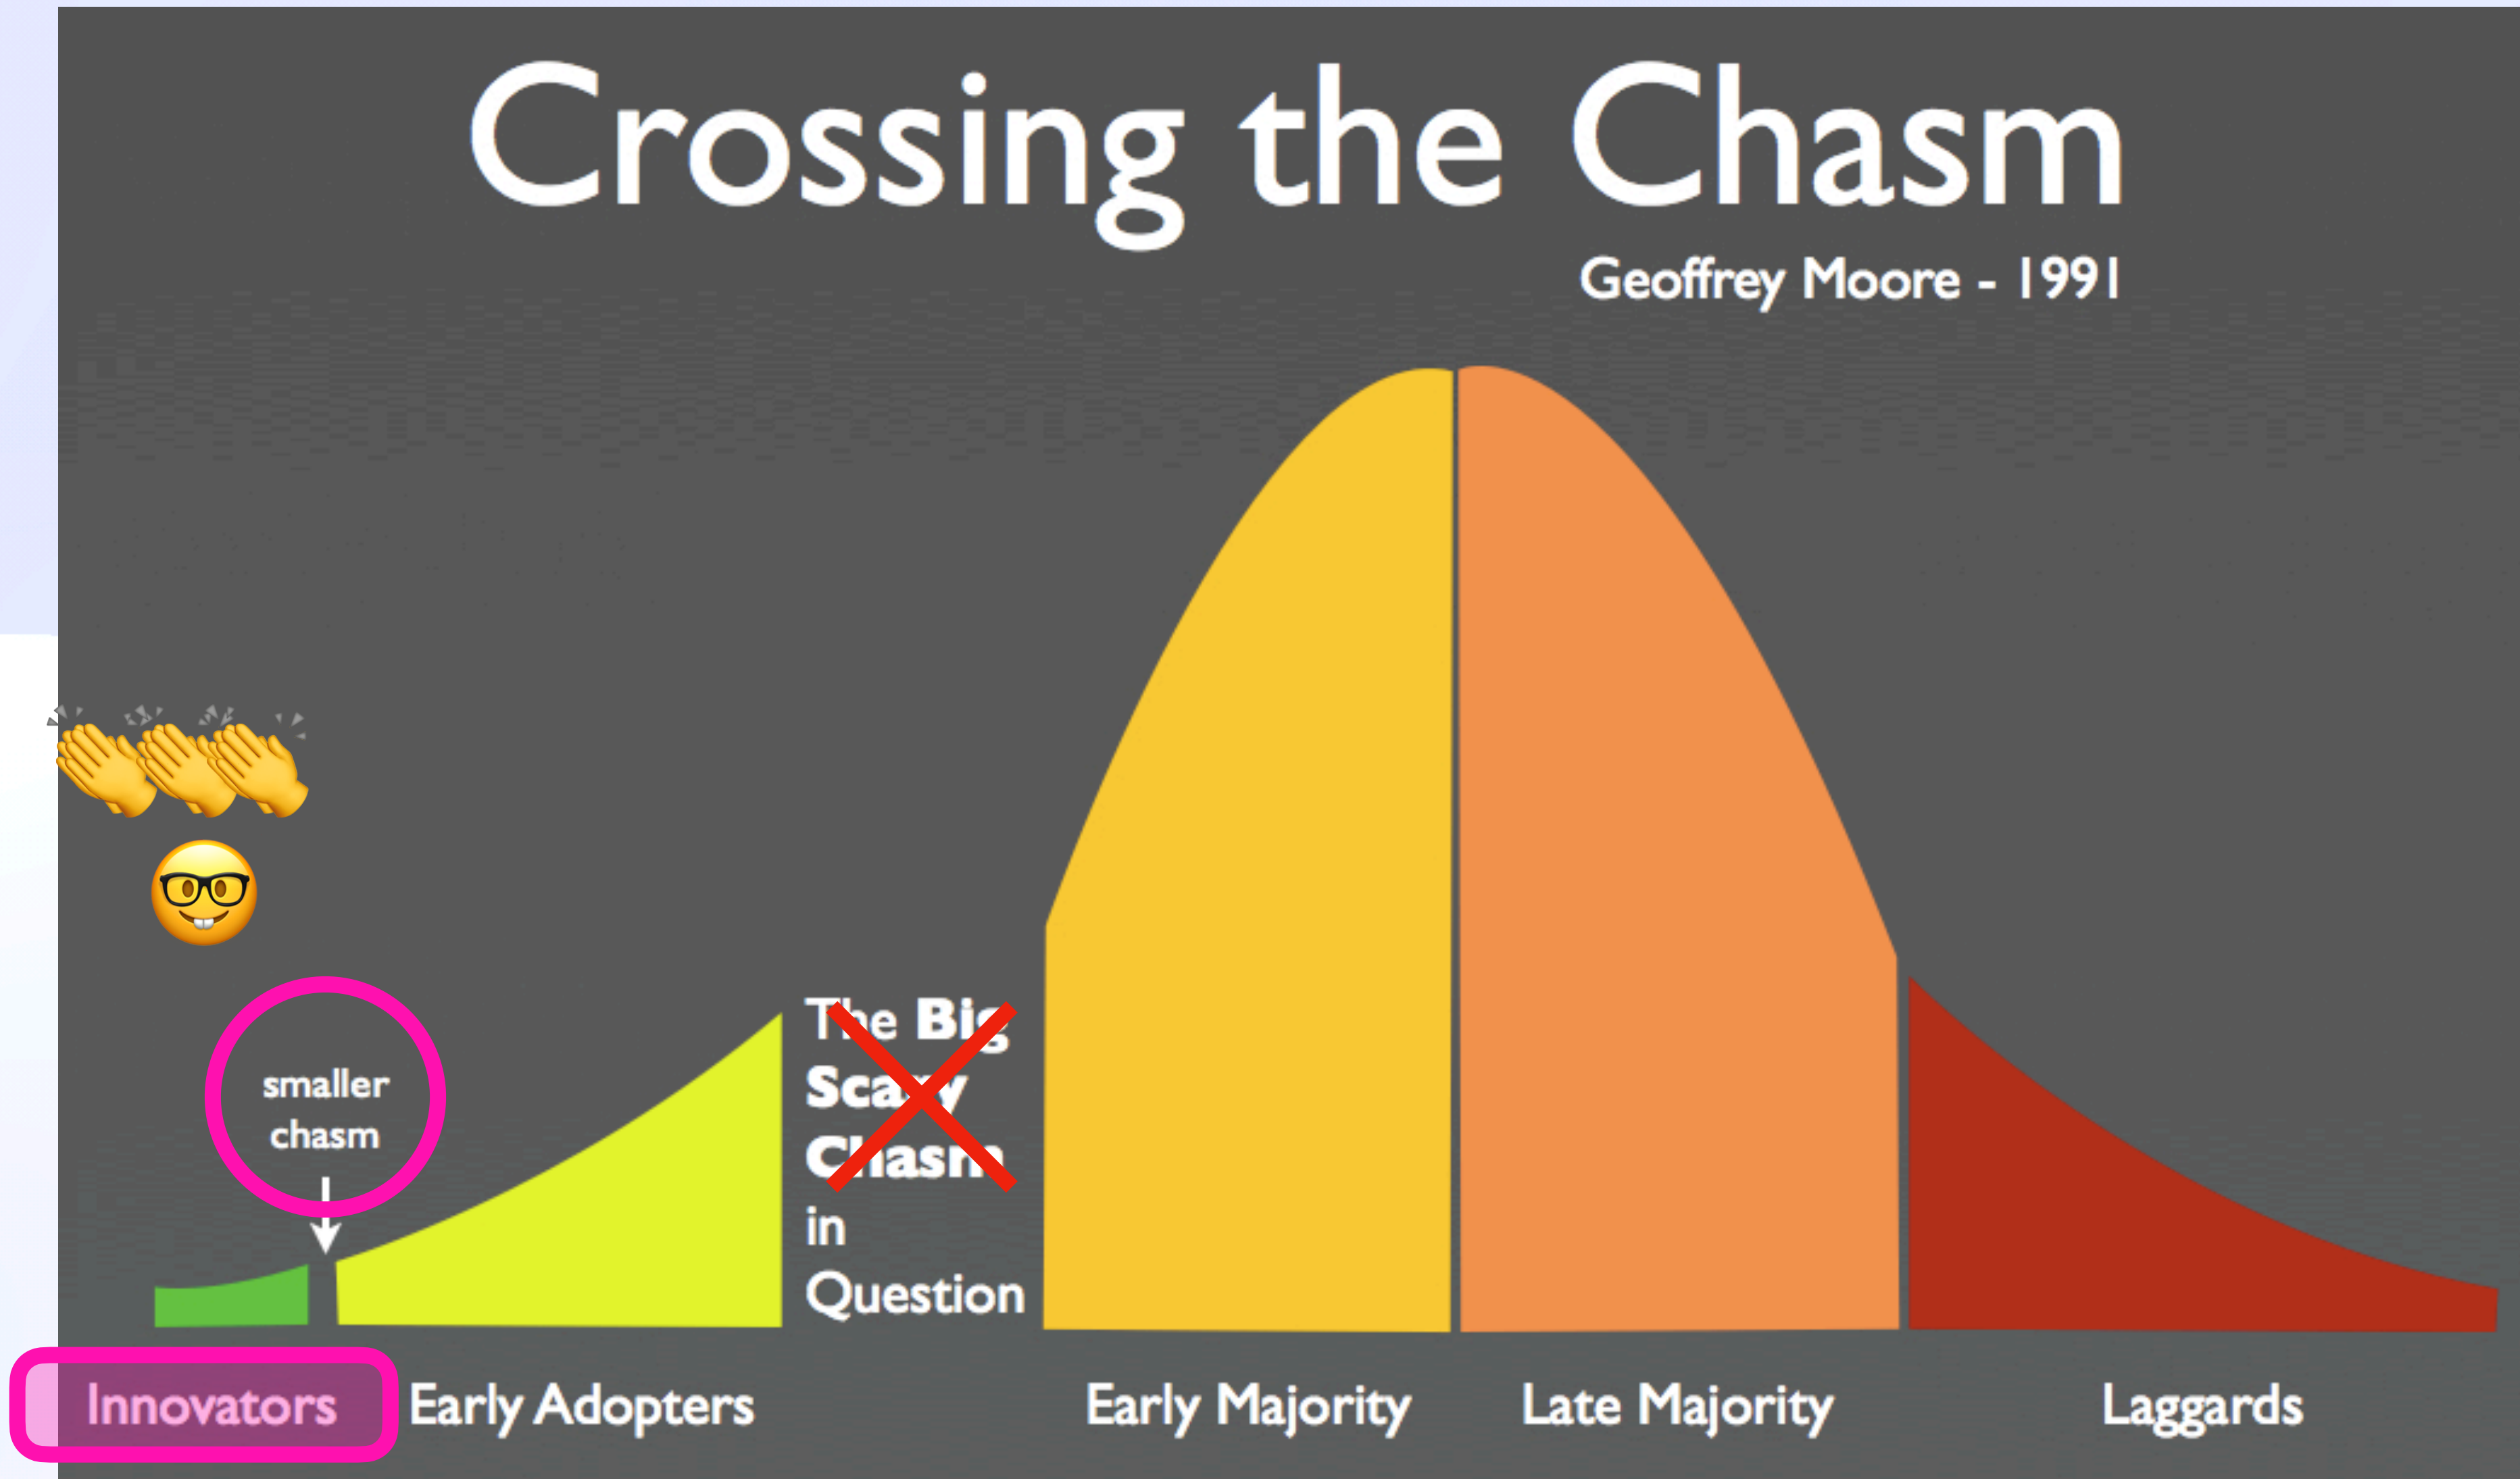 Crossing the Chasm
Geoffrey Moore - 1991
smaller
chasm
The Big
Scary
Chasm
in
Question
Innovators
Early Adopters
Early Majority
Late Majority
Laggards